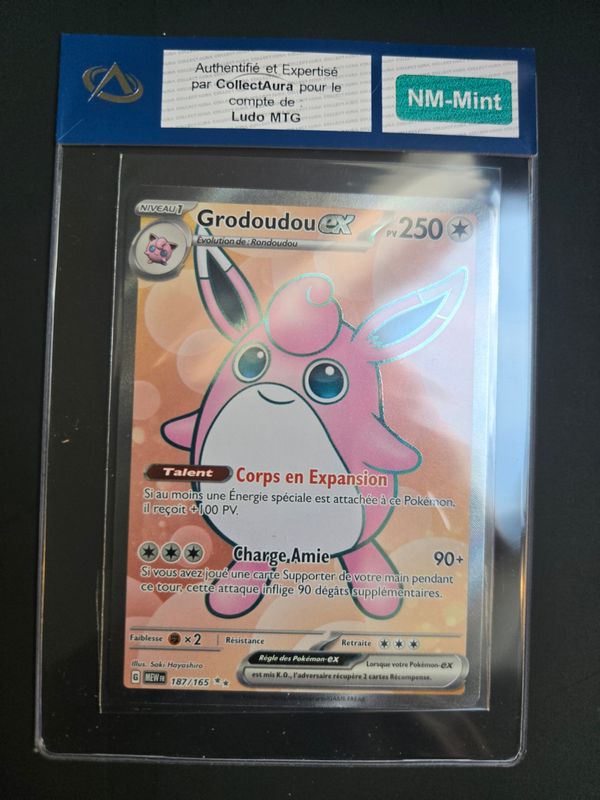 Authentifié et Expertisé
par CollectAura pour le
compte de :
Ludo MTG
NM-Mint
NIVEAU 1
Grodoudou ex
PV 250
Évolution de : Rondoudou
Talent Corps en Expansion
Si au moins une Énergie spéciale est attachée à ce Pokémon,
il reçoit +100 PV.
Charge Amie 90+
Si vous avez joué une carte Supporter de votre main pendant
ce tour, cette attaque inflige 90 dégâts supplémentaires.
Faiblesse ×2 Résistance Retraite
Illus. Saki Hayashiro
Règle des Pokémon-ex Lorsque votre Pokémon-ex
est mis K.O., l'adversaire récupère 2 cartes Récompense.
G MEW FR 187/165